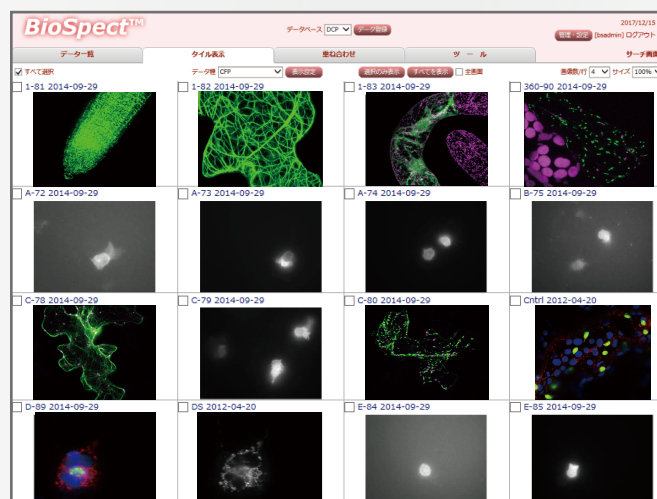 BioSpect™
データベース DCP データ登録
2017/12/15
管理・設定 [bsadmin] ログアウト
データ一覧 タイル表示 重ね合わせ ツール サーチ画面
すべて選択 データ種 CFP 表示設定 選択のみ表示 すべてを表示 全画面 画像数/行 4 サイズ 100%
1-81 2014-09-29 1-82 2014-09-29 1-83 2014-09-29 360-90 2014-09-29
A-72 2014-09-29 A-73 2014-09-29 A-74 2014-09-29 B-75 2014-09-29
C-78 2014-09-29 C-79 2014-09-29 C-80 2014-09-29 Cntrl 2012-04-20
D-89 2014-09-29 DS 2012-04-20 E-84 2014-09-29 E-85 2014-09-29